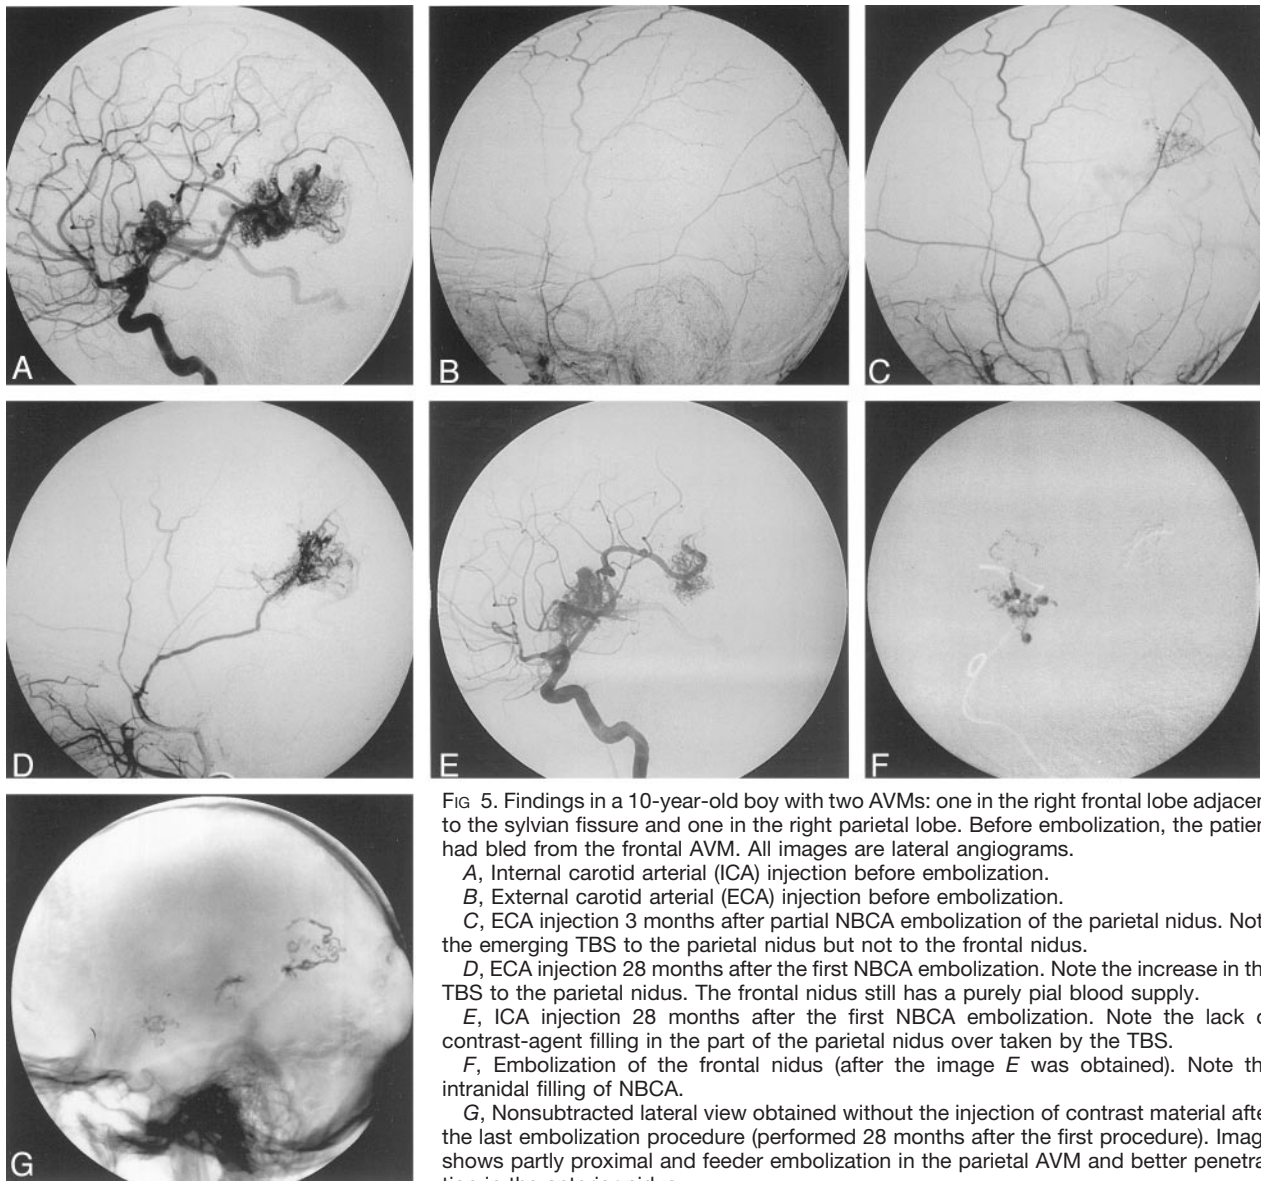 A
B
C
D
E
F
G
FIG 5. Findings in a 10-year-old boy with two AVMs: one in the right frontal lobe adjacen
to the sylvian fissure and one in the right parietal lobe. Before embolization, the patien
had bled from the frontal AVM. All images are lateral angiograms.
A, Internal carotid arterial (ICA) injection before embolization.
B, External carotid arterial (ECA) injection before embolization.
C, ECA injection 3 months after partial NBCA embolization of the parietal nidus. Not
the emerging TBS to the parietal nidus but not to the frontal nidus.
D, ECA injection 28 months after the first NBCA embolization. Note the increase in th
TBS to the parietal nidus. The frontal nidus still has a purely pial blood supply.
E, ICA injection 28 months after the first NBCA embolization. Note the lack o
contrast-agent filling in the part of the parietal nidus over taken by the TBS.
F, Embolization of the frontal nidus (after the image E was obtained). Note th
intranidal filling of NBCA.
G, Nonsubtracted lateral view obtained without the injection of contrast material afte
the last embolization procedure (performed 28 months after the first procedure). Imag
shows partly proximal and feeder embolization in the parietal AVM and better penetra-